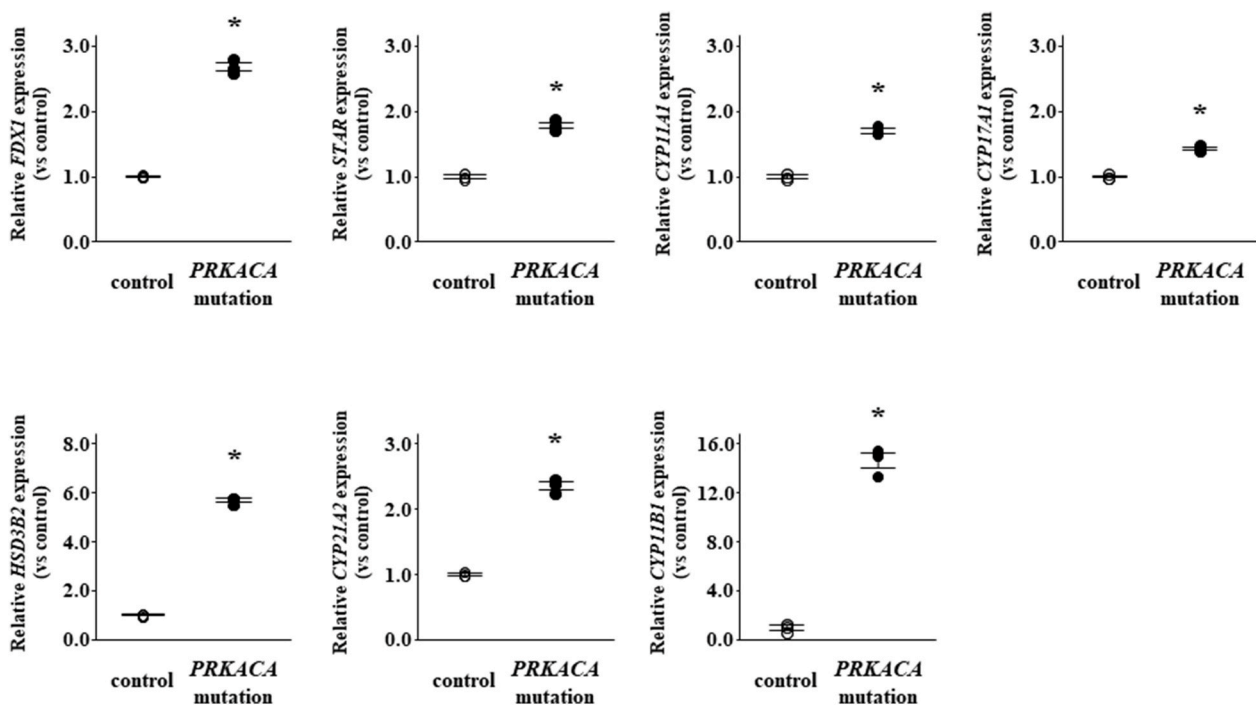 Relative FDX1 expression
(vs control)
3.0
2.0
1.0
0.0
*
control
PRKACA
mutation
Relative STAR expression
(vs control)
3.0
2.0
1.0
0.0
*
control
PRKACA
mutation
Relative CYP11A1 expression
(vs control)
3.0
2.0
1.0
0.0
*
control
PRKACA
mutation
Relative CYP17A1 expression
(vs control)
3.0
2.0
1.0
0.0
*
control
PRKACA
mutation
Relative HSD3B2 expression
(vs control)
8.0
6.0
4.0
2.0
0.0
*
control
PRKACA
mutation
Relative CYP21A2 expression
(vs control)
3.0
2.0
1.0
0.0
*
control
PRKACA
mutation
Relative CYP11B1 expression
(vs control)
16.0
12.0
8.0
4.0
0.0
*
control
PRKACA
mutation